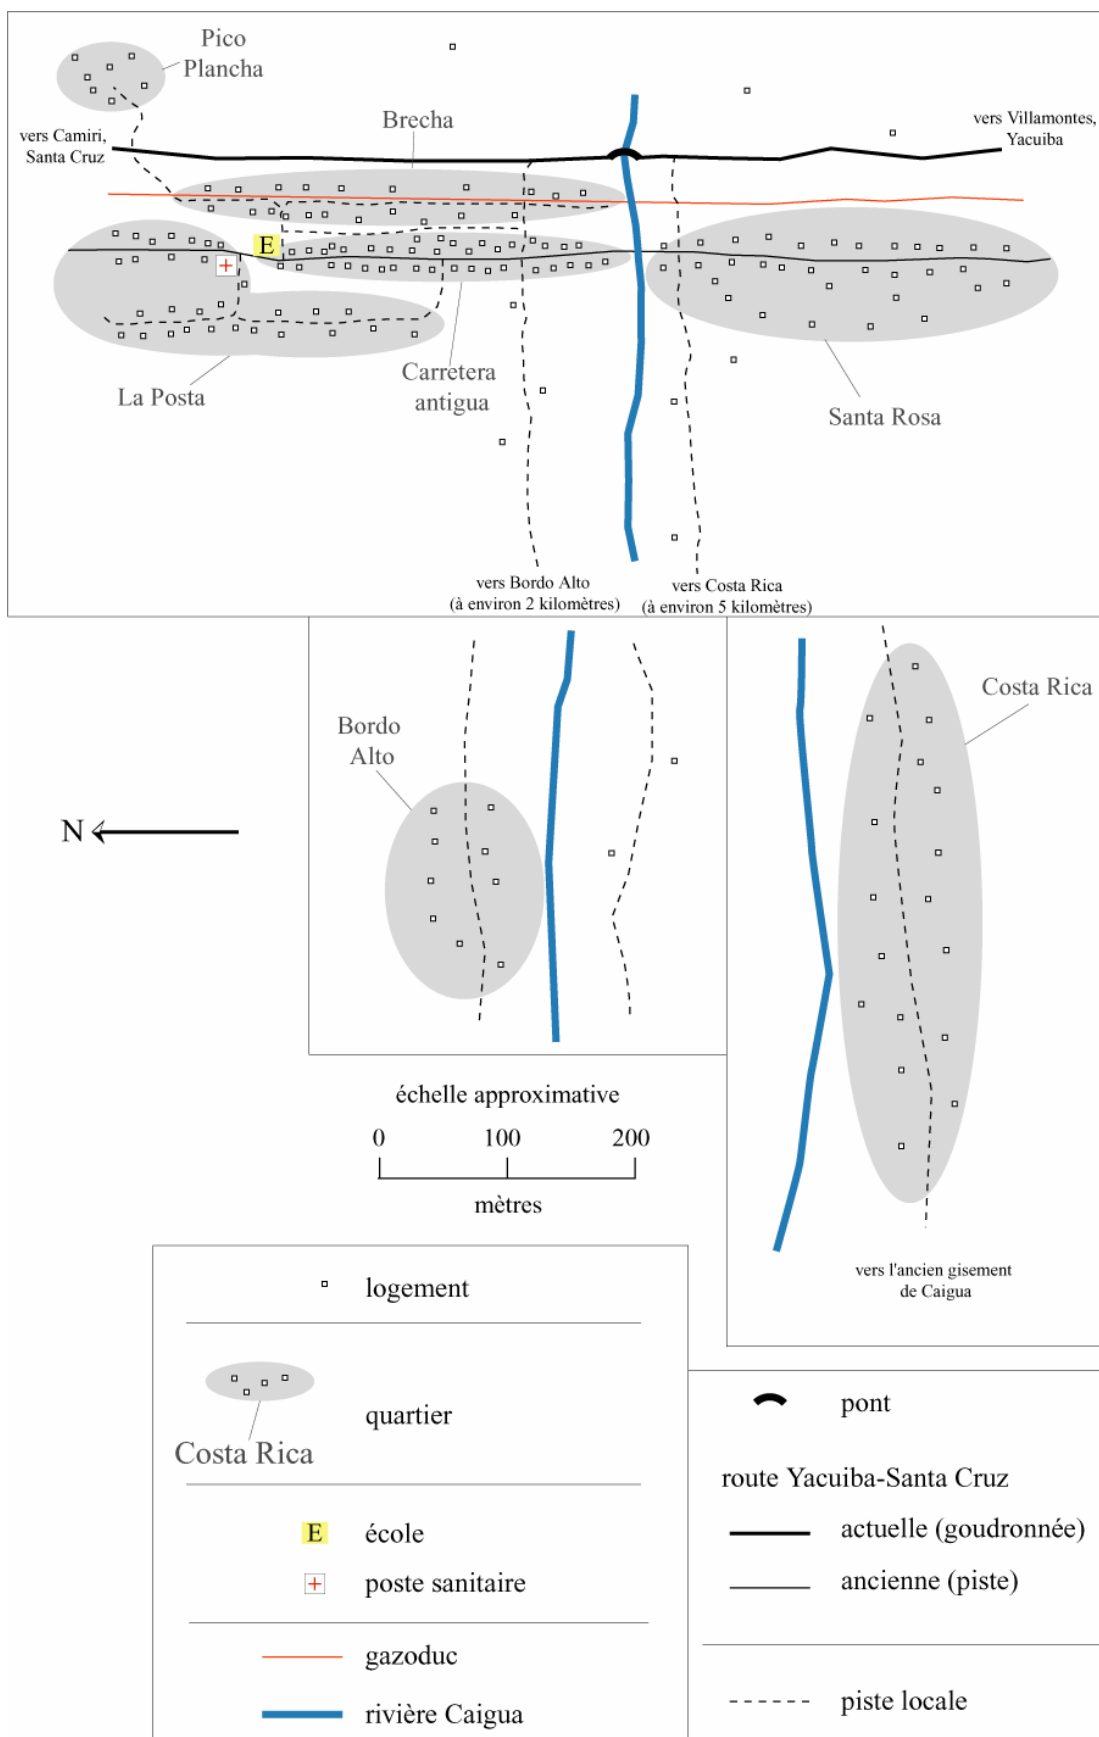 Pico
Plancha
Brecha
vers Camiri,
Santa Cruz
vers Villamontes,
Yacuiba
E
La Posta
Carretera
antigua
Santa Rosa
vers Bordo Alto
(à environ 2 kilomètres)
vers Costa Rica
(à environ 5 kilomètres)
Bordo
Alto
Costa Rica
N
échelle approximative
0 100 200
mètres
vers l'ancien gisement
de Caigua
logement
quartier
Costa Rica
E école
poste sanitaire
gazoduc
rivière Caigua
pont
route Yacuiba-Santa Cruz
actuelle (goudronnée)
ancienne (piste)
piste locale